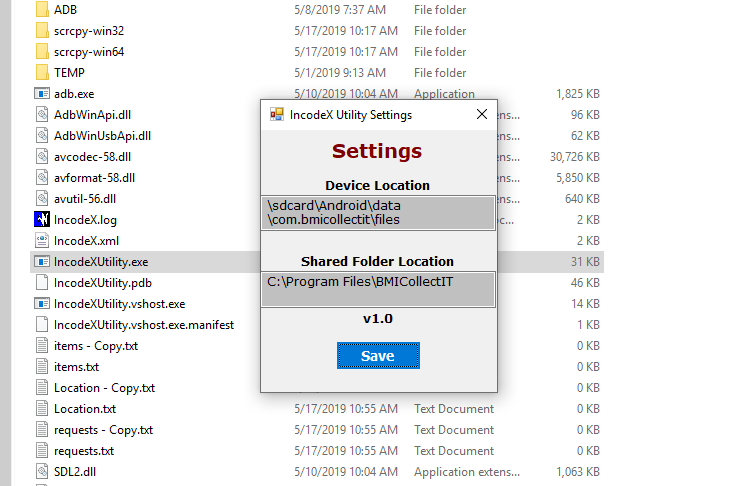 ADB 5/8/2019 7:37 AM File folder
scrcpy-win32 5/17/2019 10:17 AM File folder
scrcpy-win64 5/17/2019 10:17 AM File folder
TEMP 5/1/2019 9:13 AM File folder
adb.exe 5/10/2019 10:04 AM Application 1,825 KB
AdbWinApi.dll ens... 96 KB
AdbWinUsbApi.dll ens... 62 KB
avcodec-58.dll ens... 30,726 KB
avformat-58.dll ens... 5,850 KB
avutil-56.dll ens... 640 KB
IncodeX.log oc... 2 KB
IncodeX.xml 0 KB
IncodeXUtility.exe 31 KB
IncodeXUtility.pdb 46 KB
IncodeXUtility.vshost.exe 14 KB
IncodeXUtility.vshost.exe.manifest 1 KB
items - Copy.txt 0 KB
items.txt 0 KB
Location - Copy.txt 0 KB
Location.txt 5/17/2019 10:55 AM Text Document 0 KB
requests - Copy.txt 5/17/2019 10:55 AM Text Document 0 KB
requests.txt 5/17/2019 10:55 AM Text Document 0 KB
SDL2.dll 5/10/2019 10:04 AM Application extens... 1,063 KB
IncodeX Utility Settings
Settings
Device Location
\sdcard\Android\data
\com.bmicollectit\files
Shared Folder Location
C:\Program Files\BMICollectIT
v1.0
Save